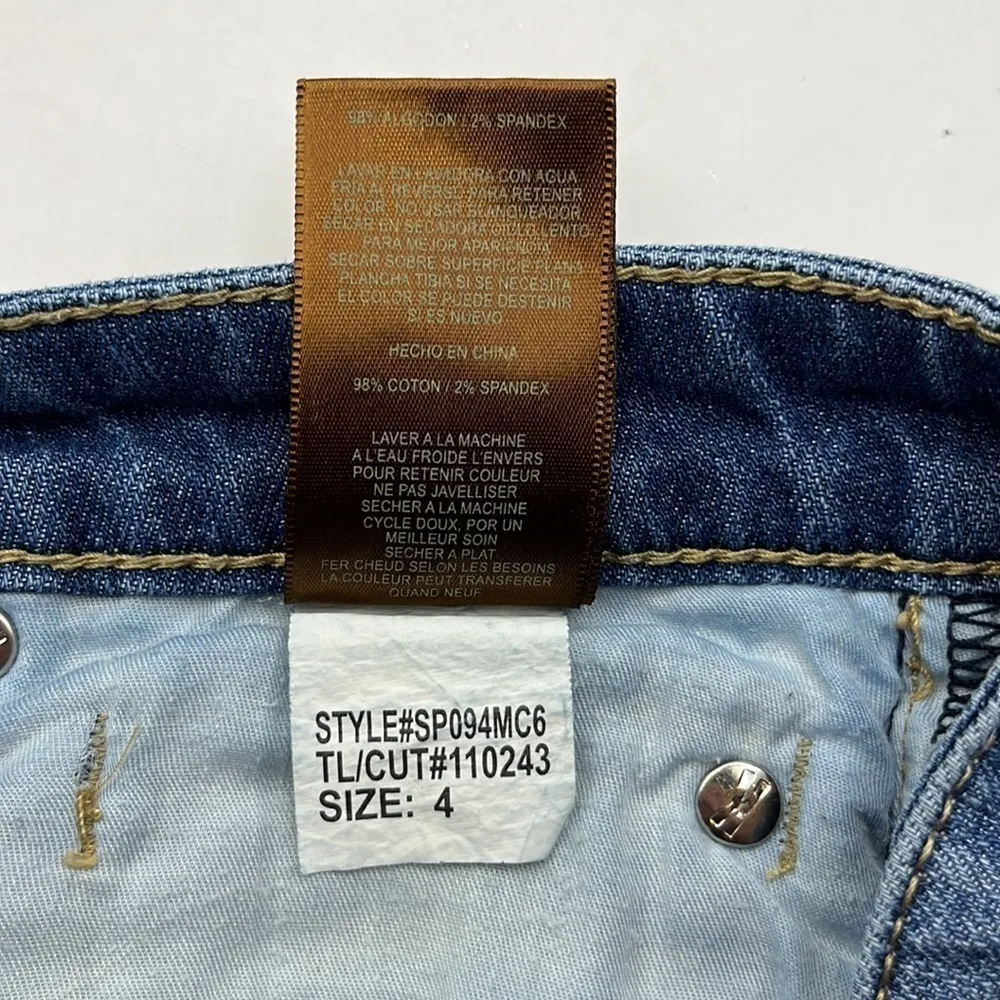 98% ALGODON / 2% SPANDEX
LAVAR EN LAVADORA CON AGUA
FRIA AL REVERSE PARA RETENER
COLOR, NO USAR BLANQUEADOR
SECAR EN SECADORA CICLO LENTO
PARA MEJOR APARIENCIA
SECAR SOBRE SUPERFICIE PLANA
PLANCHA TIBIA SI SE NECESITA
EL COLOR SE PUEDE DESTENIR
SI ES NUEVO
HECHO EN CHINA
98% COTON / 2% SPANDEX
LAVER A LA MACHINE
A L'EAU FROIDE L'ENVERS
POUR RETENIR COULEUR
NE PAS JAVELLISER
SECHER A LA MACHINE
CYCLE DOUX, POR UN
MEILLEUR SOIN
SECHER A PLAT
FER CHEUD SELON LES BESOINS
LA COULEUR PEUT TRANSFERER
QUAND NEUF
STYLE#SP094MC6
TL/CUT#110243
SIZE: 4